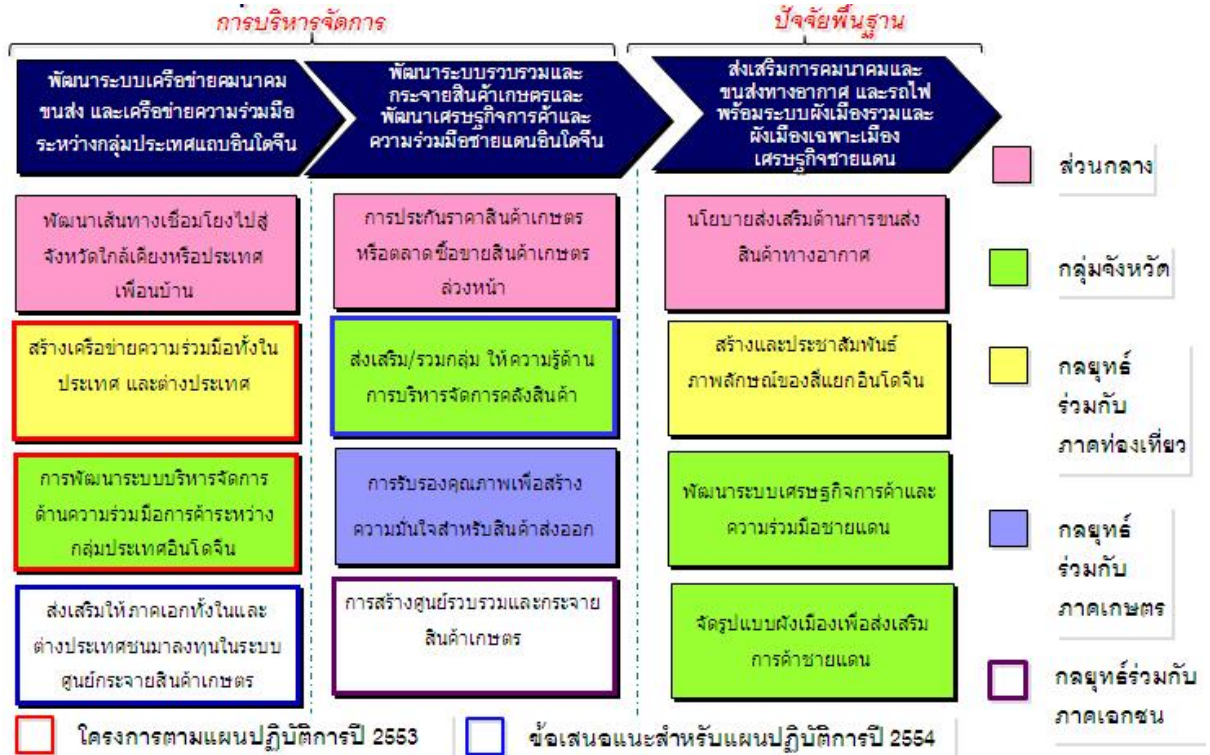 การบริหารจัดการ
ปัจจัยพื้นฐาน
พัฒนาระบบเครือข่ายคมนาคม
ขนส่ง และเครือข่ายความร่วมมือ
ระหว่างกลุ่มประเทศแถบอินโดจีน
พัฒนาระบบรวบรวมและ
กระจายสินค้าเกษตรและ
พัฒนาเศรษฐกิจการค้าและ
ความร่วมมือชายแดนอินโดจีน
ส่งเสริมการคมนาคมและ
ขนส่งทางอากาศ และรถไฟ
พร้อมระบบผังเมืองรวมและ
ผังเมืองเฉพาะเมือง
เศรษฐกิจชายแดน
พัฒนาเส้นทางเชื่อมโยงไปสู่
จังหวัดใกล้เคียงหรือประเทศ
เพื่อนบ้าน
การประกันราคาสินค้าเกษตร
หรือตลาดซื้อขายสินค้าเกษตร
ล่วงหน้า
นโยบายส่งเสริมด้านการขนส่ง
สินค้าทางอากาศ
สร้างเครือข่ายความร่วมมือทั้งใน
ประเทศ และต่างประเทศ
ส่งเสริม/รวมกลุ่ม ให้ความรู้ด้าน
การบริหารจัดการคลังสินค้า
สร้างและประชาสัมพันธ์
ภาพลักษณ์ของสี่แยกอินโดจีน
การพัฒนาระบบบริหารจัดการ
ด้านความร่วมมือการค้าระหว่าง
กลุ่มประเทศอินโดจีน
การรับรองคุณภาพเพื่อสร้าง
ความมั่นใจสำหรับสินค้าส่งออก
พัฒนาระบบเศรษฐกิจการค้าและ
ความร่วมมือชายแดน
ส่งเสริมให้ภาคเอกทั้งในและ
ต่างประเทศชนมาลงทุนในระบบ
ศูนย์กระจายสินค้าเกษตร
การสร้างศูนย์รวบรวมและกระจาย
สินค้าเกษตร
จัดรูปแบบผังเมืองเพื่อส่งเสริม
การค้าชายแดน
ส่วนกลาง
กลุ่มจังหวัด
กลยุทธ์
ร่วมกับ
ภาคท่องเที่ยว
กลยุทธ์
ร่วมกับ
ภาคเกษตร
กลยุทธ์ร่วมกับ
ภาคเอกชน
โครงการตามแผนปฏิบัติการปี 2553
ข้อเสนอแนะสำหรับแผนปฏิบัติการปี 2554